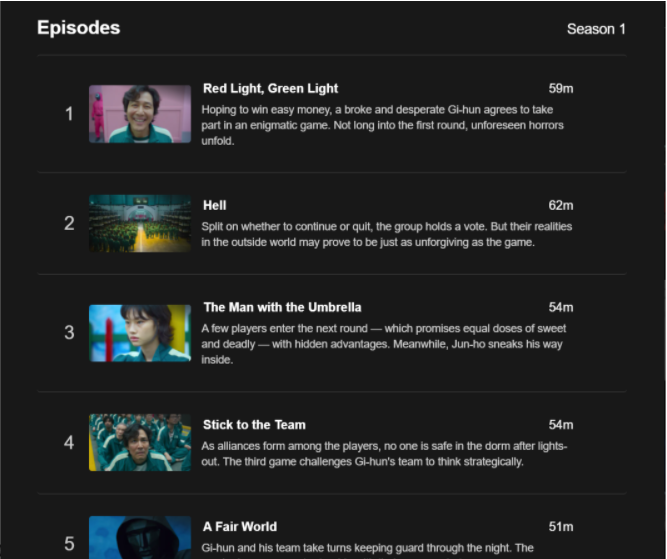 Episodes
Season 1
1
Red Light, Green Light
59m
Hoping to win easy money, a broke and desperate Gi-hun agrees to take
part in an enigmatic game. Not long into the first round, unforeseen horrors
unfold.
2
Hell
62m
Split on whether to continue or quit, the group holds a vote. But their realities
in the outside world may prove to be just as unforgiving as the game.
3
The Man with the Umbrella
54m
A few players enter the next round — which promises equal doses of sweet
and deadly — with hidden advantages. Meanwhile, Jun-ho sneaks his way
inside.
4
Stick to the Team
54m
As alliances form among the players, no one is safe in the dorm after lights-
out. The third game challenges Gi-hun's team to think strategically.
5
A Fair World
51m
Gi-hun and his team take turns keeping guard through the night. The